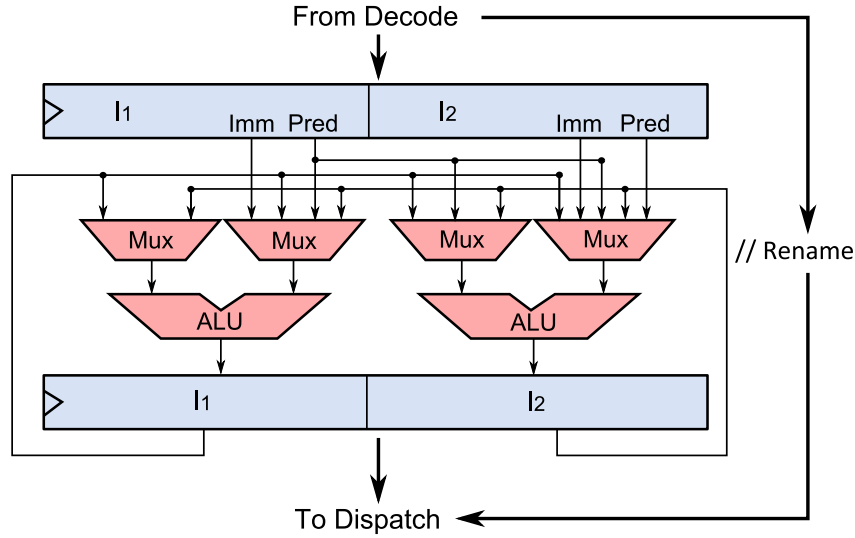 From Decode
I1 I2
Imm Pred Imm Pred
Mux Mux Mux Mux
// Rename
ALU ALU
I1 I2
To Dispatch